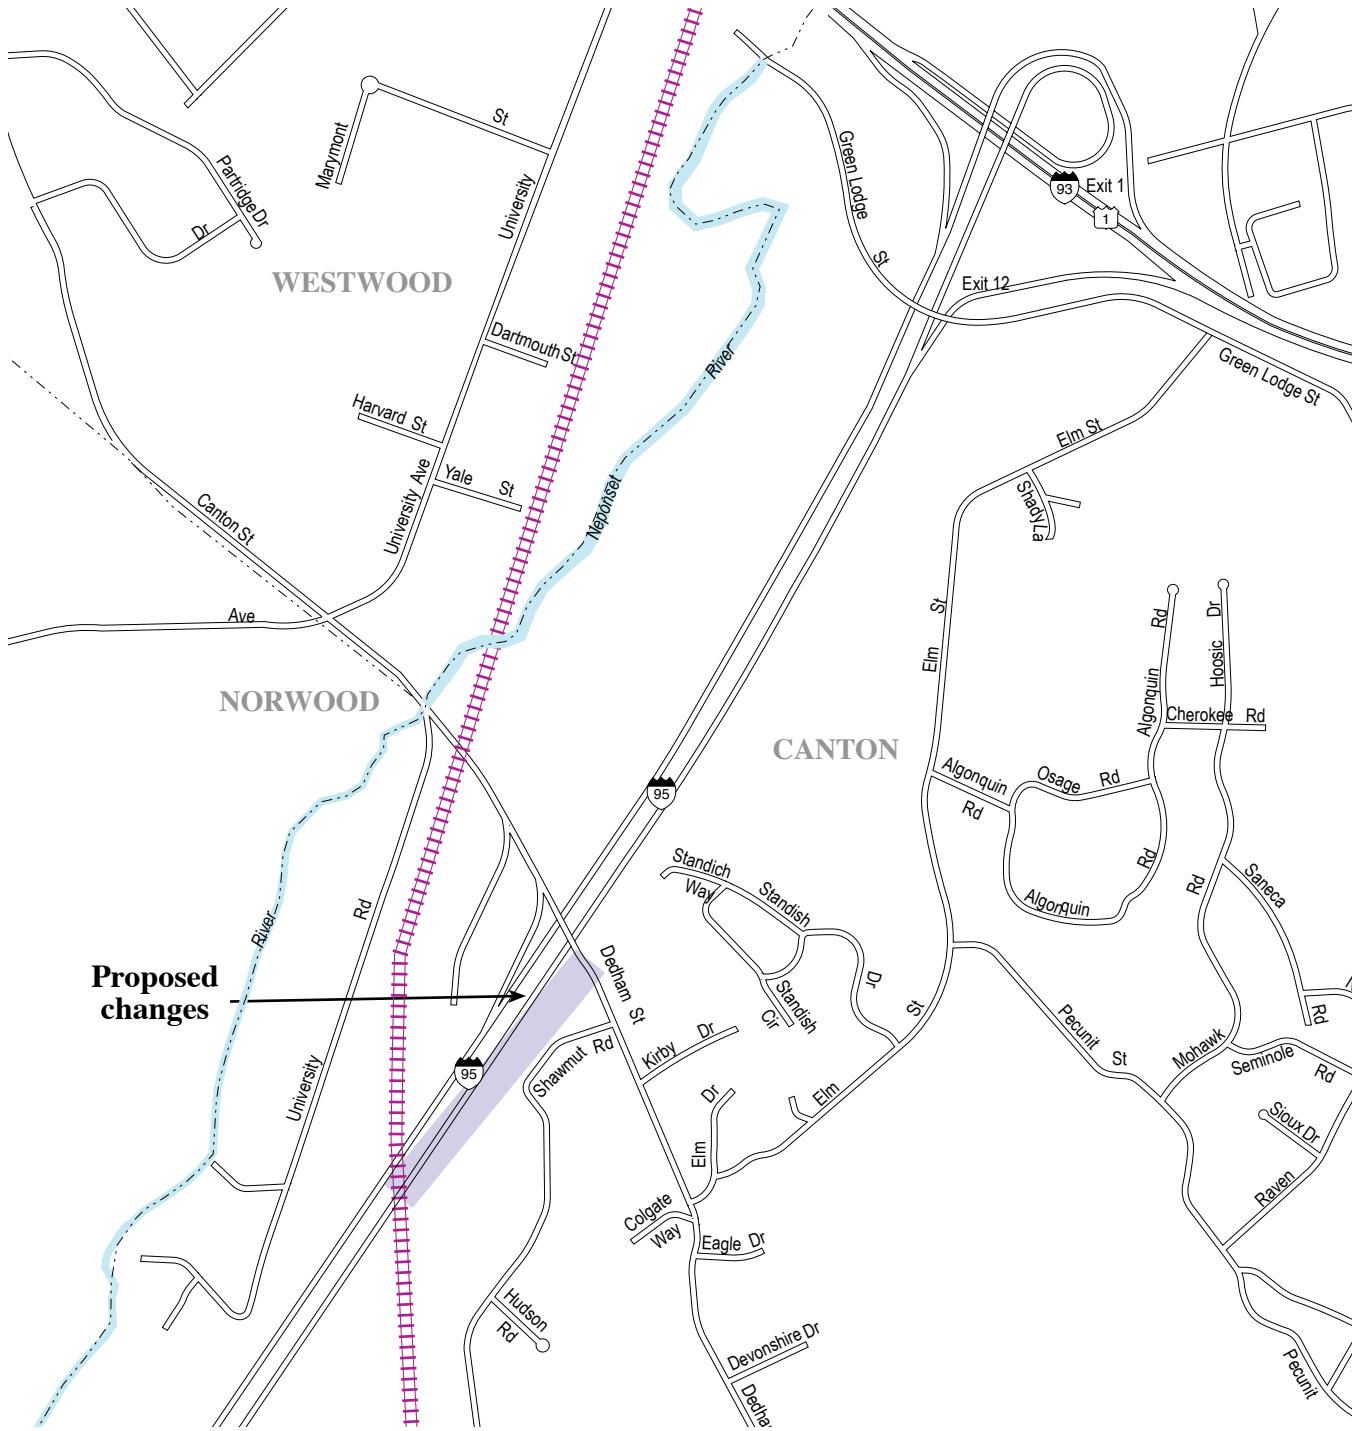 St
Marymont
Partridge Dr
Dr
University
WESTWOOD
Green Lodge
St
93
Exit 1
1
Exit 12
Dartmouth St
River
Green Lodge St
Harvard St
Elm St
University Ave
Yale St
Shady La
Canton St
Neponset
Ave
St
Elm
Rd
Hoosic Dr
Algonquin
NORWOOD
Cherokee Rd
CANTON
95
Algonquin
Rd
Osage Rd
Standich
Way
Standish
Rd
Rd
Saneca
Rd
Algonquin
River
Dedham St
Proposed
changes
Dr
Standish
Cir
St
Rd
Pecunit
St
Mohawk
Seminole
Rd
Kirby Dr
Shawmut Rd
95
University
Dr
Elm
Elm
Sioux Dr
Raven
Colgate
Way
Eagle Dr
Hudson
Rd
Devonshire Dr
Pecunit
Dedha